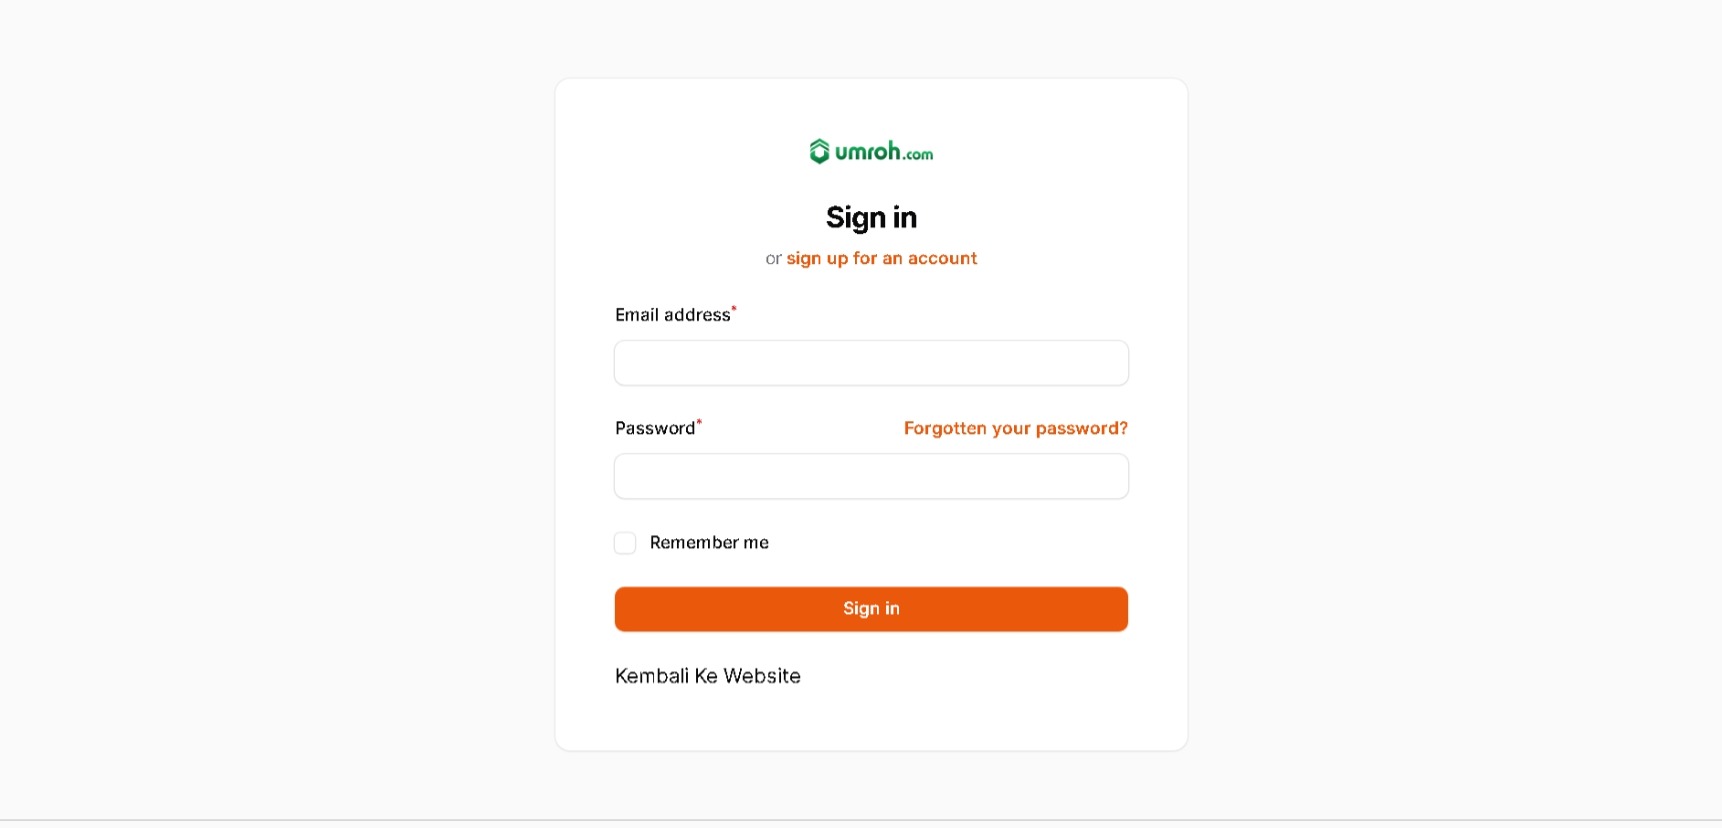 umroh.com
Sign in
or sign up for an account
Email address*
Password* Forgotten your password?
Remember me
Sign in
Kembali Ke Website